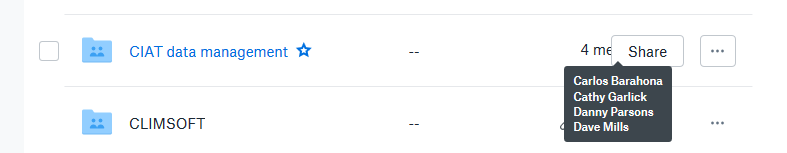 CIAT data management -- 4 me Share ...
Carlos Barahona
Cathy Garlick
Danny Parsons
Dave Mills
CLIMSOFT -- ...